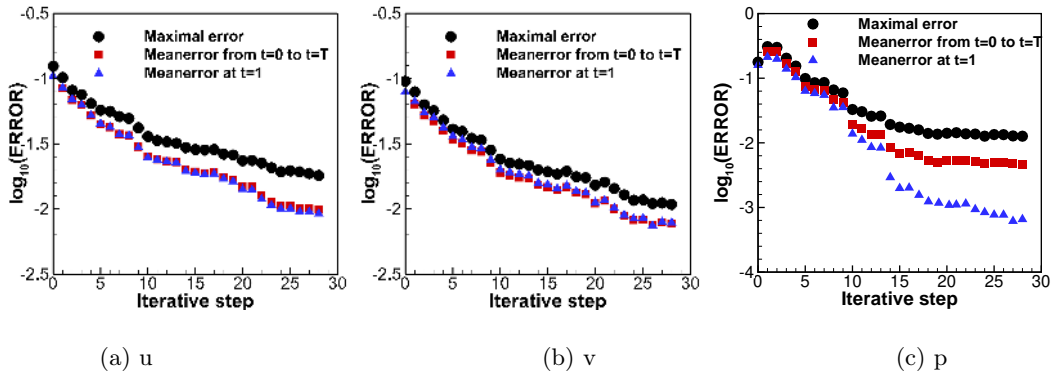 -0.5
-1
-1.5
-2
-2.5
log10(ERROR)
Maximal error
Meanerror from t=0 to t=T
Meanerror at t=1
0 5 10 15 20 25 30
Iterative step
(a) u
-0.5
-1
-1.5
-2
-2.5
log10(ERROR)
Maximal error
Meanerror from t=0 to t=T
Meanerror at t=1
0 5 10 15 20 25 30
Iterative step
(b) v
-0
-1
-2
-3
-4
log10(ERROR)
Maximal error
Meanerror from t=0 to t=T
Meanerror at t=1
0 5 10 15 20 25 30
Iterative step
(c) p